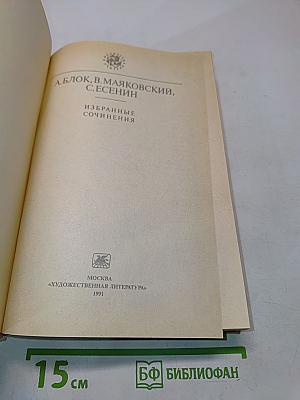 А.БЛОК, В.МАЯКОВСКИЙ,
С.ЕСЕНИН
ИЗБРАННЫЕ
СОЧИНЕНИЯ
МОСКВА
«ХУДОЖЕСТВЕННАЯ ЛИТЕРАТУРА»
1991
15 см
БФ БИБЛИОФАН